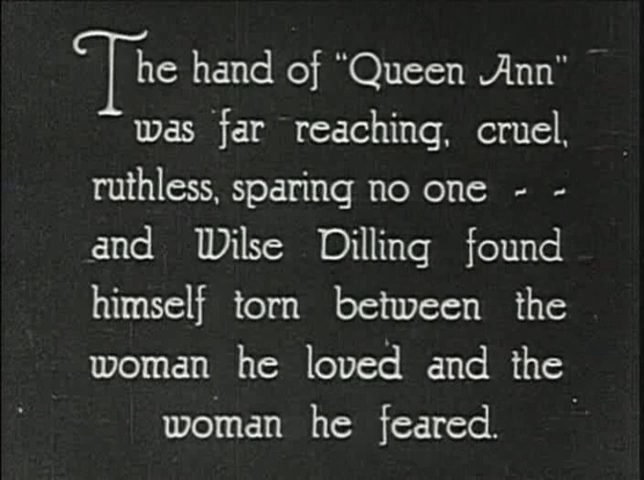 The hand of "Queen Ann"
was far reaching, cruel,
ruthless, sparing no one - -
and Wilse Dilling found
himself torn between the
woman he loved and the
woman he feared.